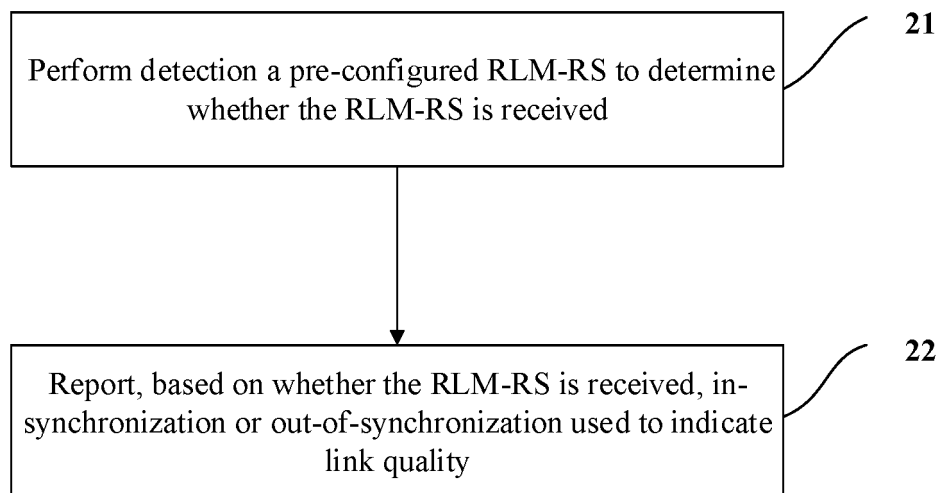 21
Perform detection a pre-configured RLM-RS to determine
whether the RLM-RS is received
22
Report, based on whether the RLM-RS is received, in-
synchronization or out-of-synchronization used to indicate
link quality